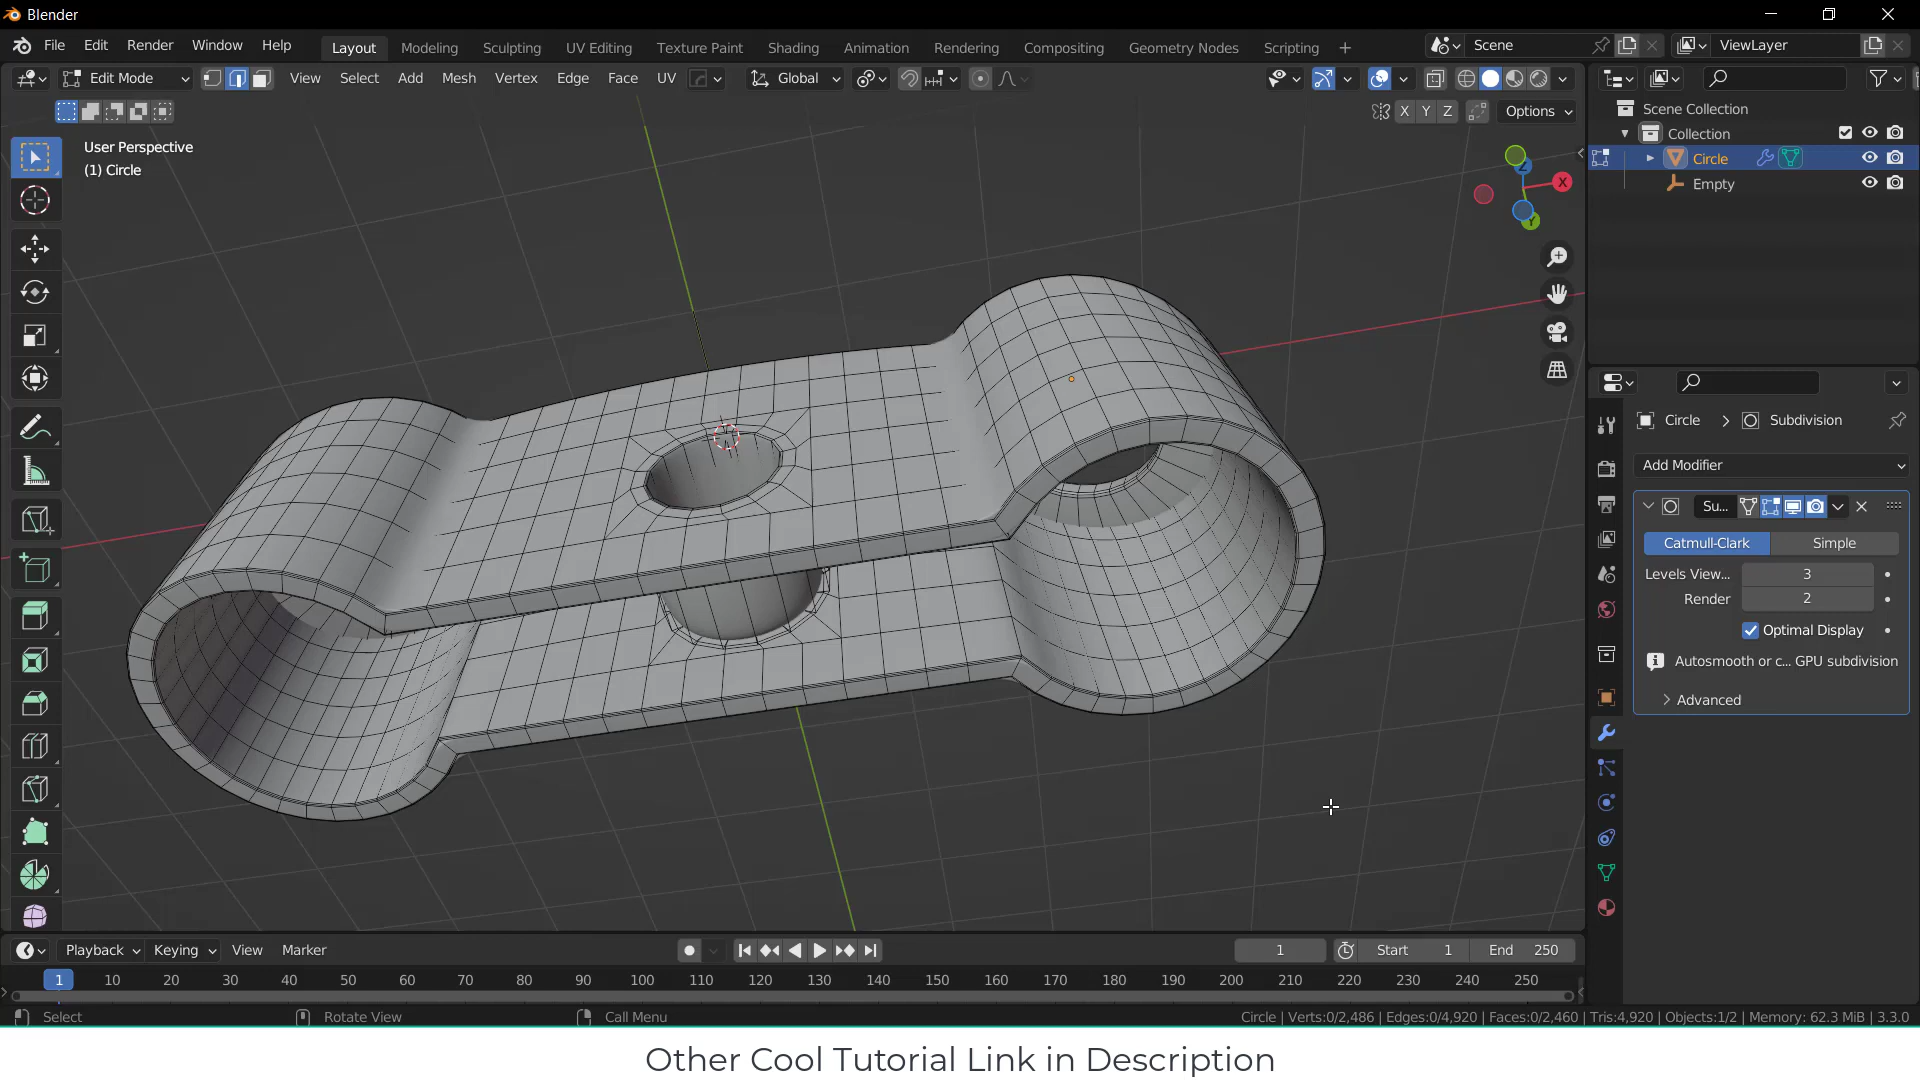 Blender
File Edit Render Window Help Layout Modeling Sculpting UV Editing Texture Paint Shading Animation Rendering Compositing Geometry Nodes Scripting + Scene ViewLayer
Edit Mode View Select Add Mesh Vertex Edge Face UV Global
X Y Z Options
Scene Collection
Collection
Circle
Empty
User Perspective
(1) Circle
X
Y
Z
Circle > Subdivision
Add Modifier
Su...
Catmull-Clark Simple
Levels View... 3
Render 2
Optimal Display
Autosmooth or c... GPU subdivision
Advanced
Playback Keying View Marker 1 Start 1 End 250
1 10 20 30 40 50 60 70 80 90 100 110 120 130 140 150 160 170 180 190 200 210 220 230 240 250
Select Rotate View Call Menu Circle | Verts:0/2,486 | Edges:0/4,920 | Faces:0/2,460 | Tris:4,920 | Objects:1/2 | Memory: 62.3 MiB | 3.3.0
Other Cool Tutorial Link in Description